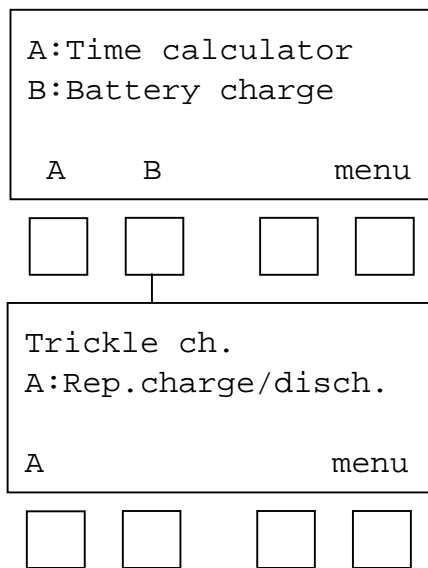 A:Time calculator
B:Battery charge
A B menu
Trickle ch.
A:Rep.charge/disch.
A menu